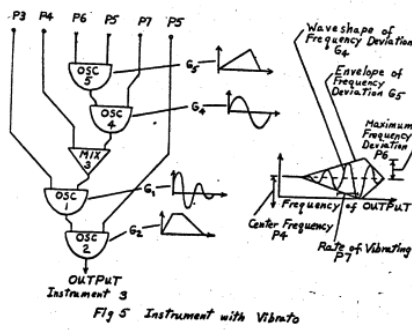 P3 P4 P6 P5 P7 P5
OSC
5
G5
OSC
4
G4
MIX
3
OSC
1
G1
OSC
2
G2
OUTPUT
Instrument 3
Wave shape of
Frequency Deviation
G4
Envelope of
Frequency
Deviation G5
Maximum
Frequency
Deviation
P6
Frequency of OUTPUT
Center Frequency
P4
Rate of Vibrating
P7
Fig 5 Instrument with Vibrato